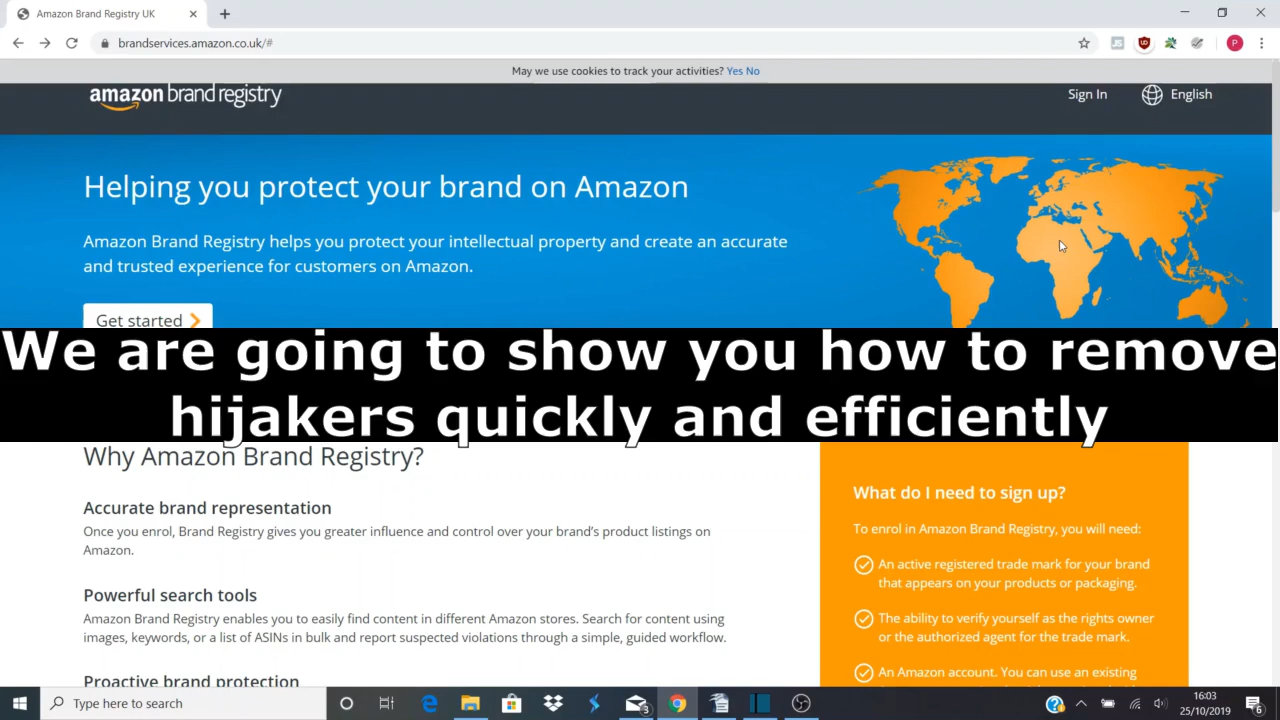 Amazon Brand Registry UK
brandservices.amazon.co.uk/#
May we use cookies to track your activities? Yes No
amazon brand registry
Sign In
English
Helping you protect your brand on Amazon
Amazon Brand Registry helps you protect your intellectual property and create an accurate
and trusted experience for customers on Amazon.
Get started
We are going to show you how to remove
hijakers quickly and efficiently
Why Amazon Brand Registry?
Accurate brand representation
Once you enrol, Brand Registry gives you greater influence and control over your brand's product listings on
Amazon.
Powerful search tools
Amazon Brand Registry enables you to easily find content in different Amazon stores. Search for content using
images, keywords, or a list of ASINs in bulk and report suspected violations through a simple, guided workflow.
Proactive brand protection
What do I need to sign up?
To enrol in Amazon Brand Registry, you will need:
An active registered trade mark for your brand
that appears on your products or packaging.
The ability to verify yourself as the rights owner
or the authorized agent for the trade mark.
An Amazon account. You can use an existing
Type here to search
3
16:03
25/10/2019
6
P